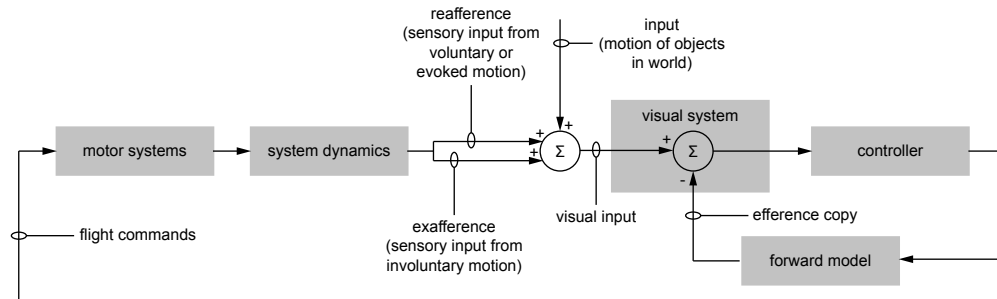 reafference
(sensory input from
voluntary or
evoked motion)
input
(motion of objects
in world)
visual system
motor systems
system dynamics
+
+
+
Σ
+
Σ
-
controller
visual input
exafference
(sensory input from
involuntary motion)
efference copy
flight commands
forward model